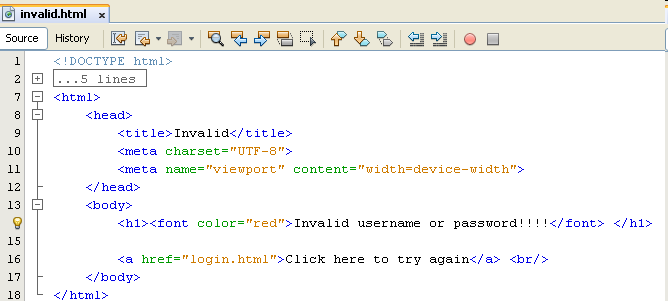 invalid.html x
Source History
1 <!DOCTYPE html>
2 ...5 lines
7 <html>
8 <head>
9 <title>Invalid</title>
10 <meta charset="UTF-8">
11 <meta name="viewport" content="width=device-width">
12 </head>
13 <body>
<h1><font color="red">Invalid username or password!!!!</font> </h1>
15
16 <a href="login.html">Click here to try again</a> <br/>
17 </body>
18 </html>